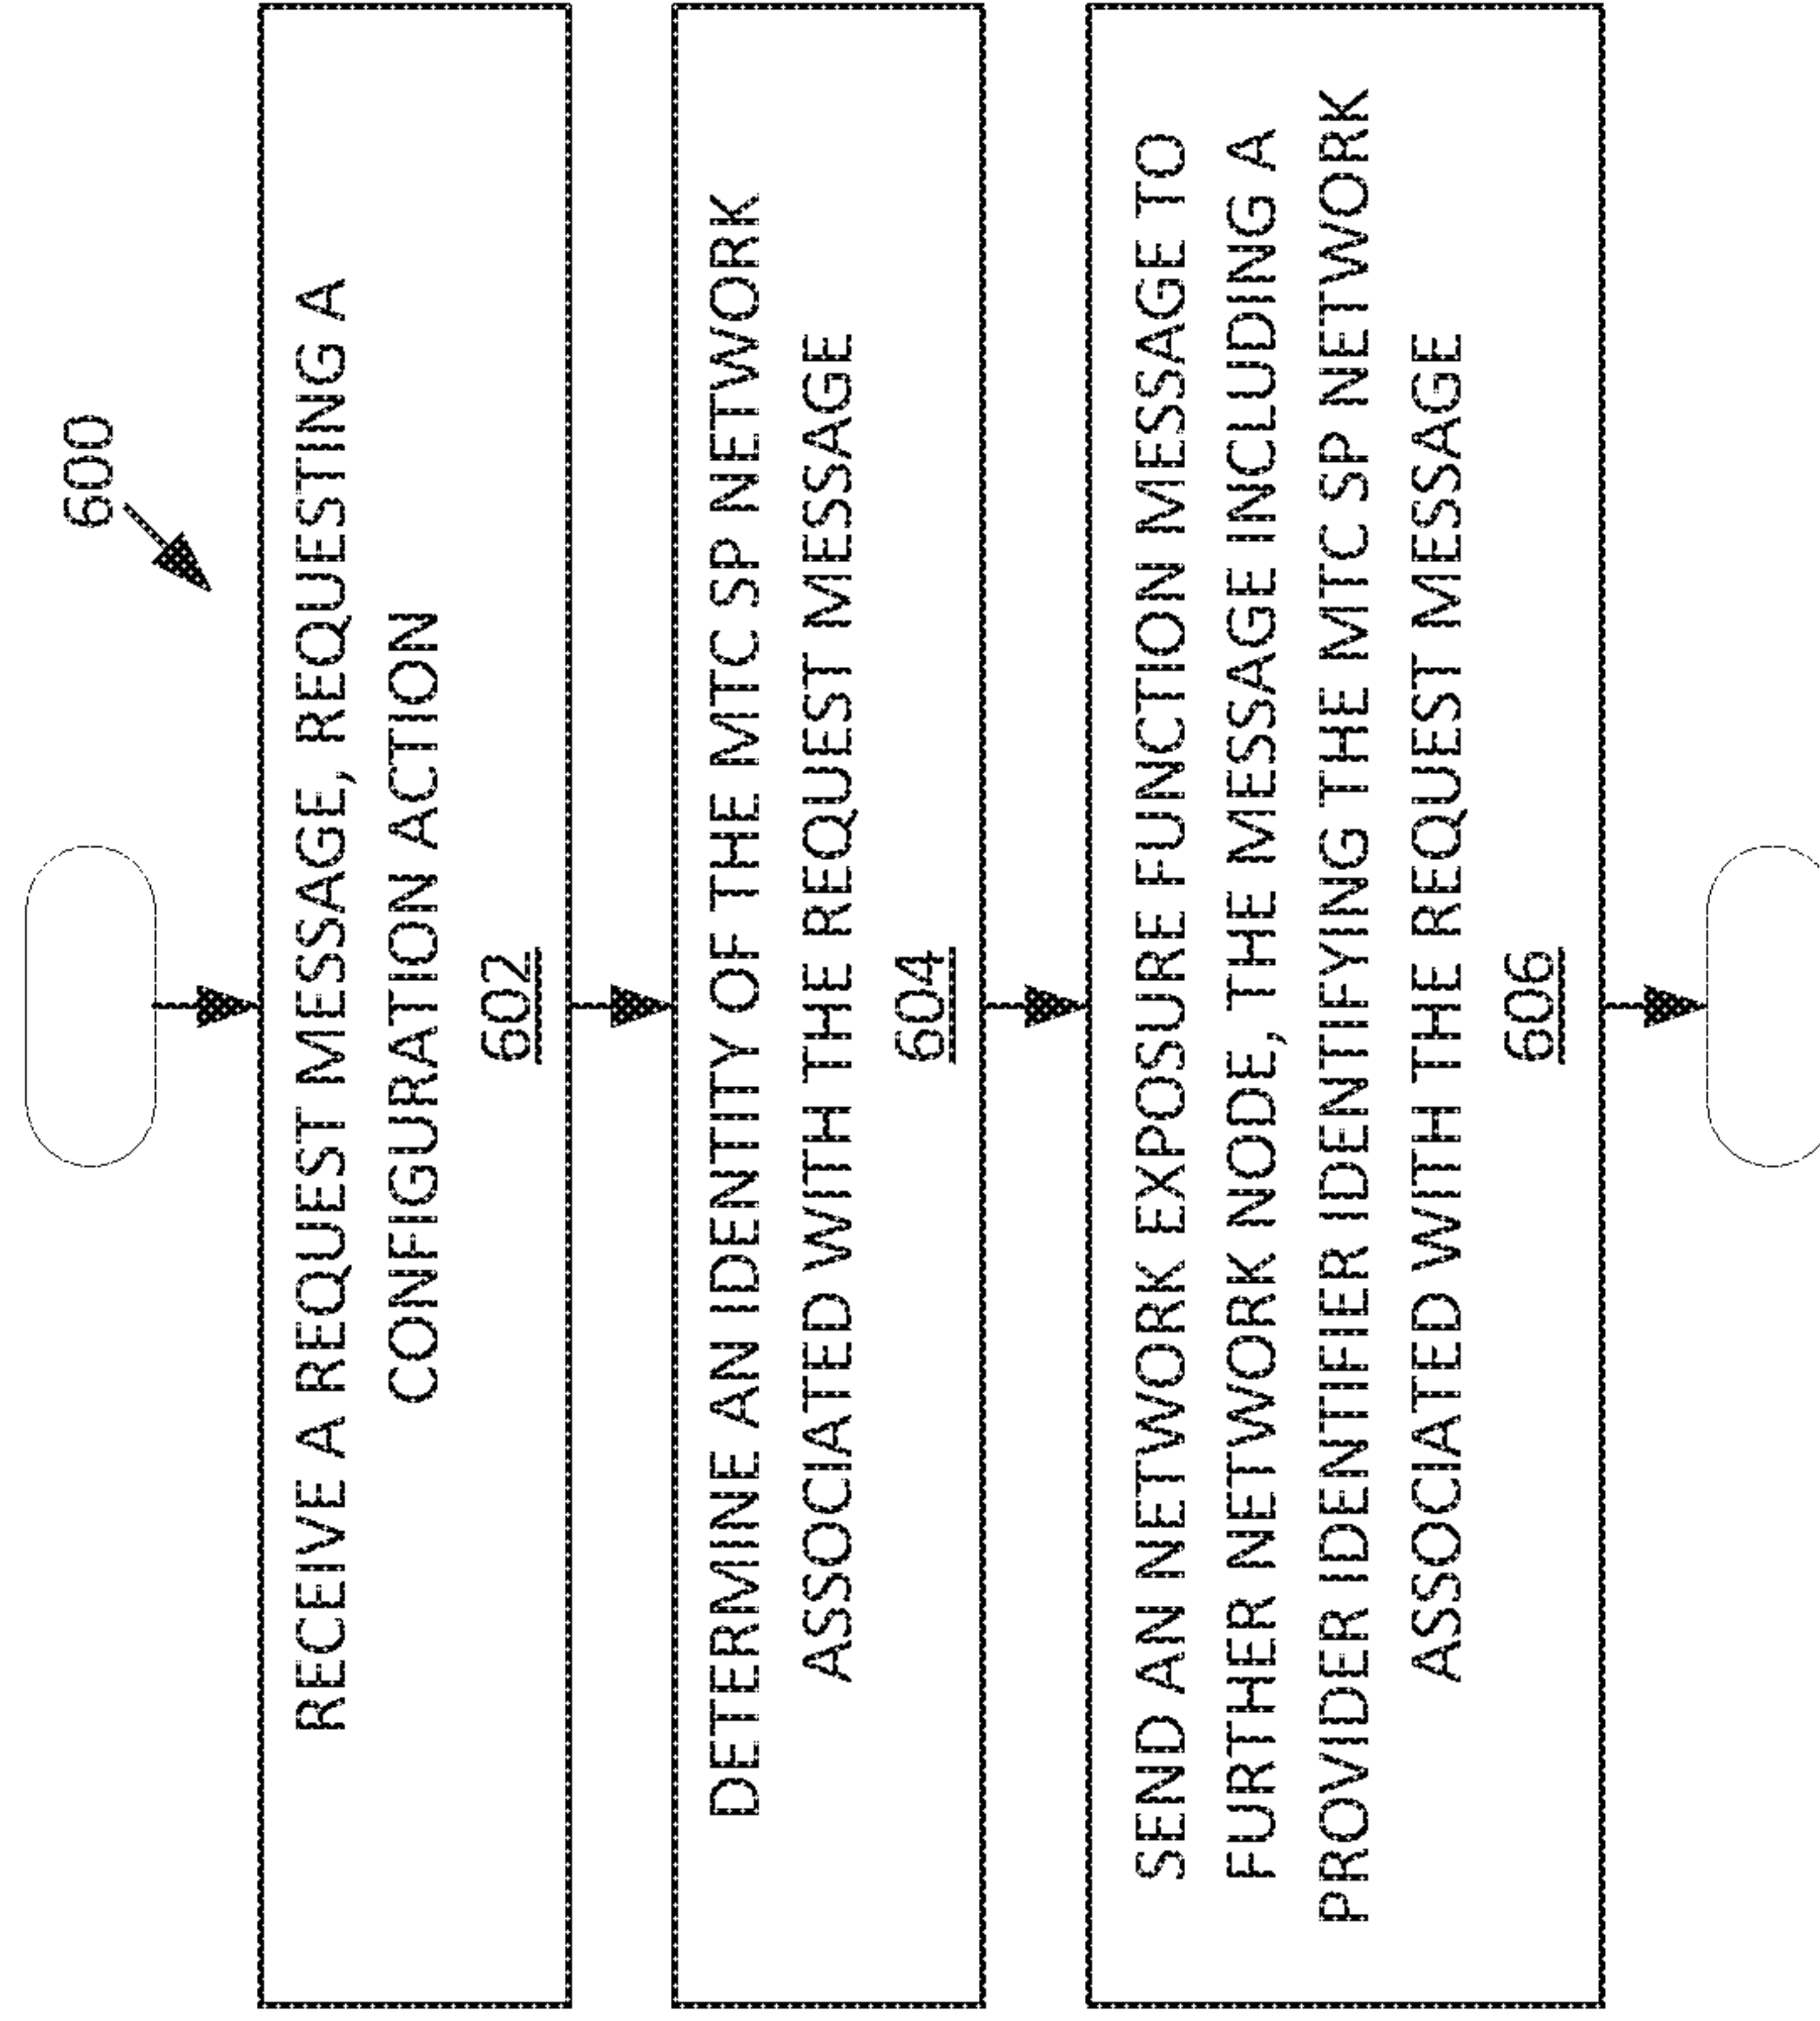 600
RECEIVE A REQUEST MESSAGE, REQUESTING A
CONFIGURATION ACTION
602
DETERMINE AN IDENTITY OF THE MTC SP NETWORK
ASSOCIATED WITH THE REQUEST MESSAGE
604
SEND AN NETWORK EXPOSURE FUNCTION MESSAGE TO
FURTHER NETWORK NODE, THE MESSAGE INCLUDING A
PROVIDER IDENTIFIER IDENTIFYING THE MTC SP NETWORK
ASSOCIATED WITH THE REQUEST MESSAGE
606